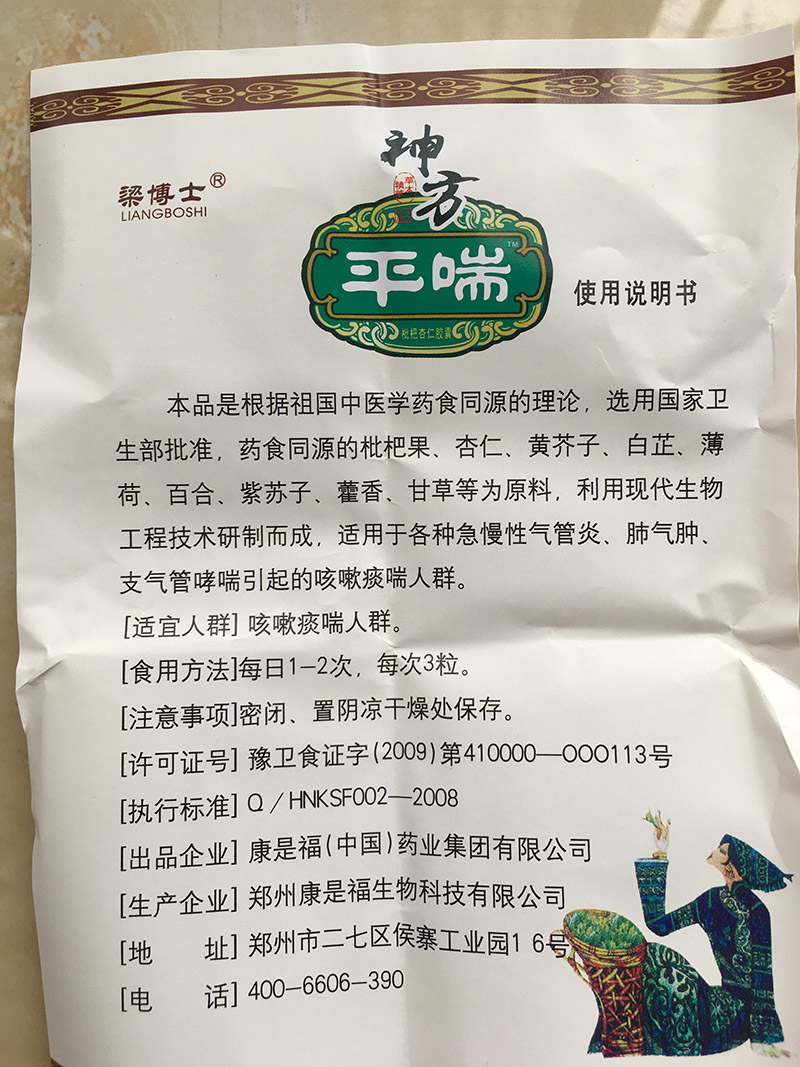 神方
梁博士®
LIANGBOSHI
平喘™
枇杷杏仁胶囊
使用说明书
本品是根据祖国中医学药食同源的理论，选用国家卫
生部批准，药食同源的枇杷果、杏仁、黄芥子、白芷、薄
荷、百合、紫苏子、藿香、甘草等为原料，利用现代生物
工程技术研制而成，适用于各种急慢性气管炎、肺气肿、
支气管哮喘引起的咳嗽痰喘人群。
[适宜人群] 咳嗽痰喘人群。
[食用方法]每日1-2次，每次3粒。
[注意事项]密闭、置阴凉干燥处保存。
[许可证号] 豫卫食证字(2009)第410000—OOO113号
[执行标准] Q/HNKSF002—2008
[出品企业] 康是福(中国)药业集团有限公司
[生产企业] 郑州康是福生物科技有限公司
[地 址] 郑州市二七区侯寨工业园1 6号
[电 话] 400-6606-390